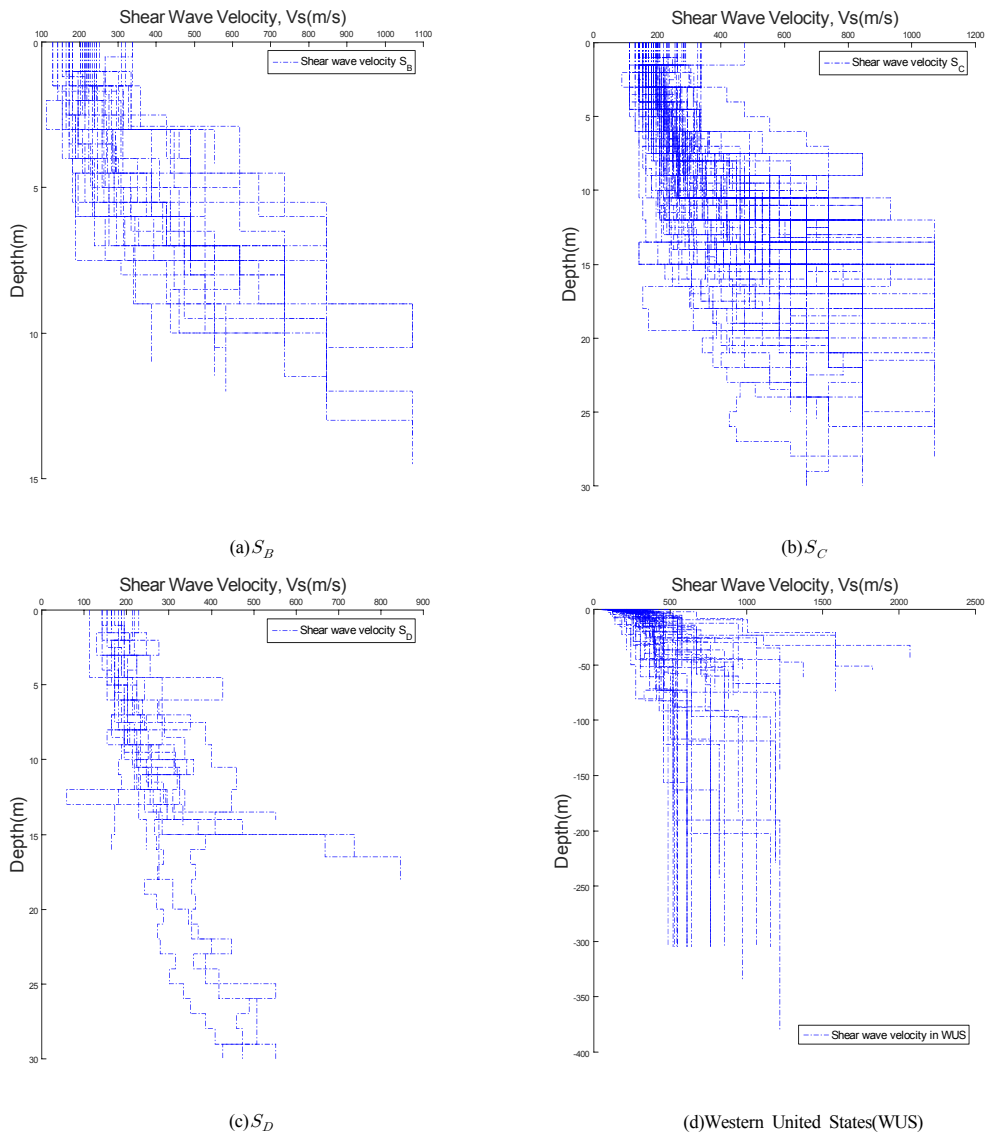 Shear Wave Velocity, Vs(m/s)
100 200 300 400 500 600 700 800 900 1000 1100
Shear wave velocity S_B
0
5
10
15
Depth(m)
(a) S_B
Shear Wave Velocity, Vs(m/s)
0 200 400 600 800 1000 1200
Shear wave velocity S_C
0
5
10
15
20
25
30
Depth(m)
(b) S_C
Shear Wave Velocity, Vs(m/s)
0 100 200 300 400 500 600 700 800 900
Shear wave velocity S_D
0
5
10
15
20
25
30
Depth(m)
(c) S_D
Shear Wave Velocity, Vs(m/s)
0 500 1000 1500 2000 2500
0
-50
-100
-150
-200
-250
-300
-350
-400
Depth(m)
Shear wave velocity in WUS
(d)Western United States(WUS)